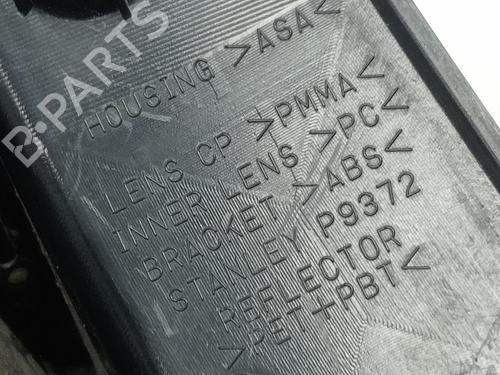 B-PARTS
HOUSING >ASA<
LENS CP >PMMA<
INNER LENS >PC<
BRACKET >ABS<
STANLEY P9372
REFLECTOR
>PET+PBT<